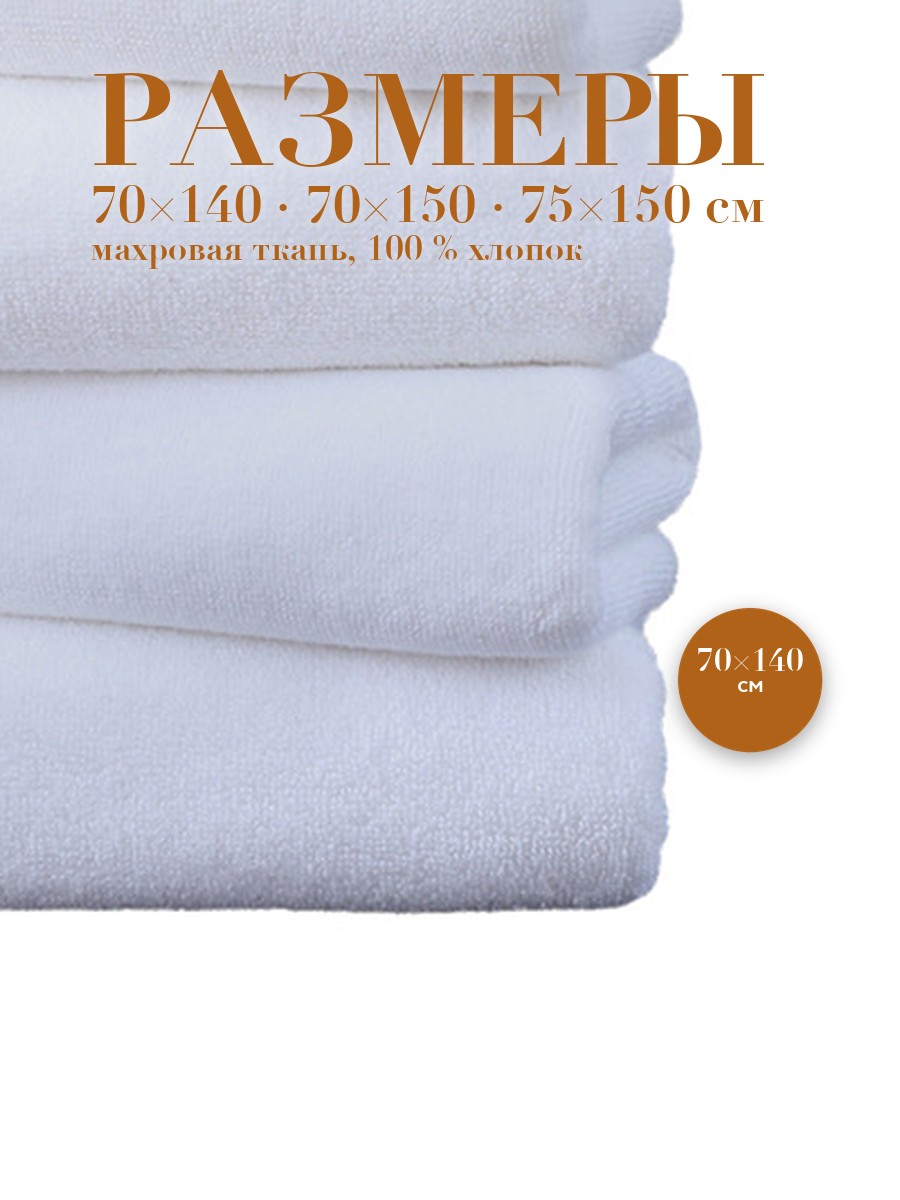 РАЗМЕРЫ
70×140 · 70×150 · 75×150 см
махровая ткань, 100 % хлопок
70×140
см